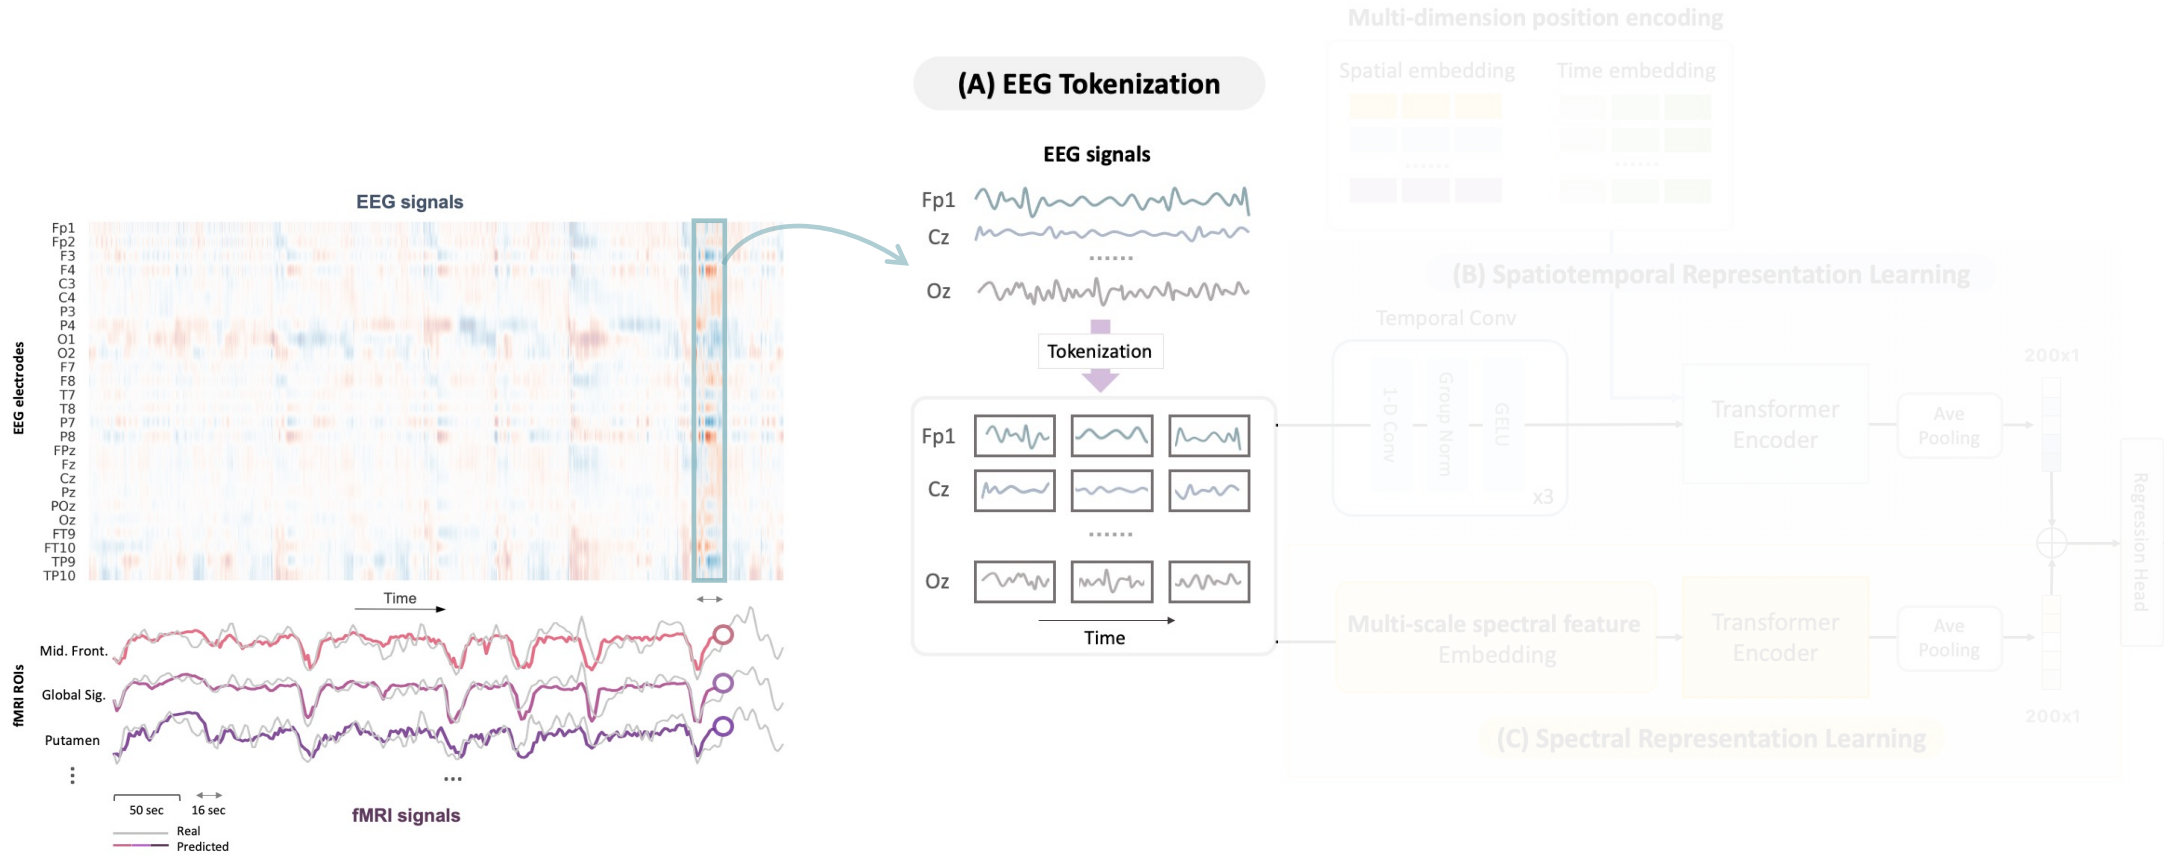 EEG signals
EEG electrodes
Fp1
Fp2
F3
F4
C3
C4
P3
P4
O1
O2
F7
F8
T7
T8
P7
P8
FPz
Fz
Cz
Pz
POz
Oz
FT9
FT10
TP9
TP10
Time
fMRI ROIs
Mid. Front.
Global Sig.
Putamen
...
50 sec
16 sec
fMRI signals
Real
Predicted
(A) EEG Tokenization
EEG signals
Fp1
Cz
......
Oz
Tokenization
Fp1
Cz
......
Oz
Time
Multi-dimension position encoding
Spatial embedding
Time embedding
......
......
(B) Spatiotemporal Representation Learning
Temporal Conv
1-D Conv
Group Norm
GELU
x3
Transformer
Encoder
Ave
Pooling
200x1
Multi-scale spectral feature
Embedding
Transformer
Encoder
Ave
Pooling
200x1
(C) Spectral Representation Learning
Regression Head